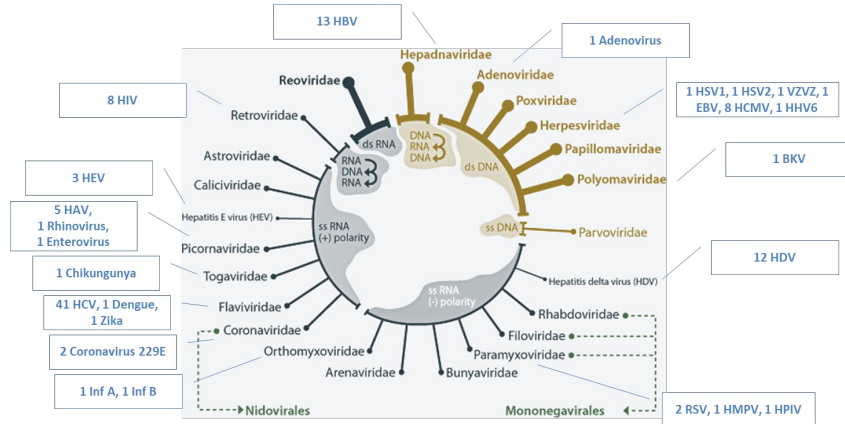 13 HBV
1 Adenovirus
8 HIV
1 HSV1, 1 HSV2, 1 VZVZ, 1
EBV, 8 HCMV, 1 HHV6
1 BKV
3 HEV
5 HAV,
1 Rhinovirus,
1 Enterovirus
12 HDV
1 Chikungunya
41 HCV, 1 Dengue,
1 Zika
2 Coronavirus 229E
1 Inf A, 1 Inf B
2 RSV, 1 HMPV, 1 HPIV
Hepadnaviridae
Adenoviridae
Poxviridae
Herpesviridae
Papillomaviridae
Polyomaviridae
Parvoviridae
Hepatitis delta virus (HDV)
Rhabdoviridae
Filoviridae
Paramyxoviridae
Bunyaviridae
Arenaviridae
Orthomyxoviridae
Coronaviridae
Flaviviridae
Togaviridae
Picornaviridae
Hepatitis E virus (HEV)
Caliciviridae
Astroviridae
Retroviridae
Reoviridae
ds RNA
DNA
RNA
DNA
ds DNA
RNA
DNA
RNA
ss RNA
(+) polarity
ss DNA
ss RNA
(-) polarity
Nidovirales
Mononegavirales